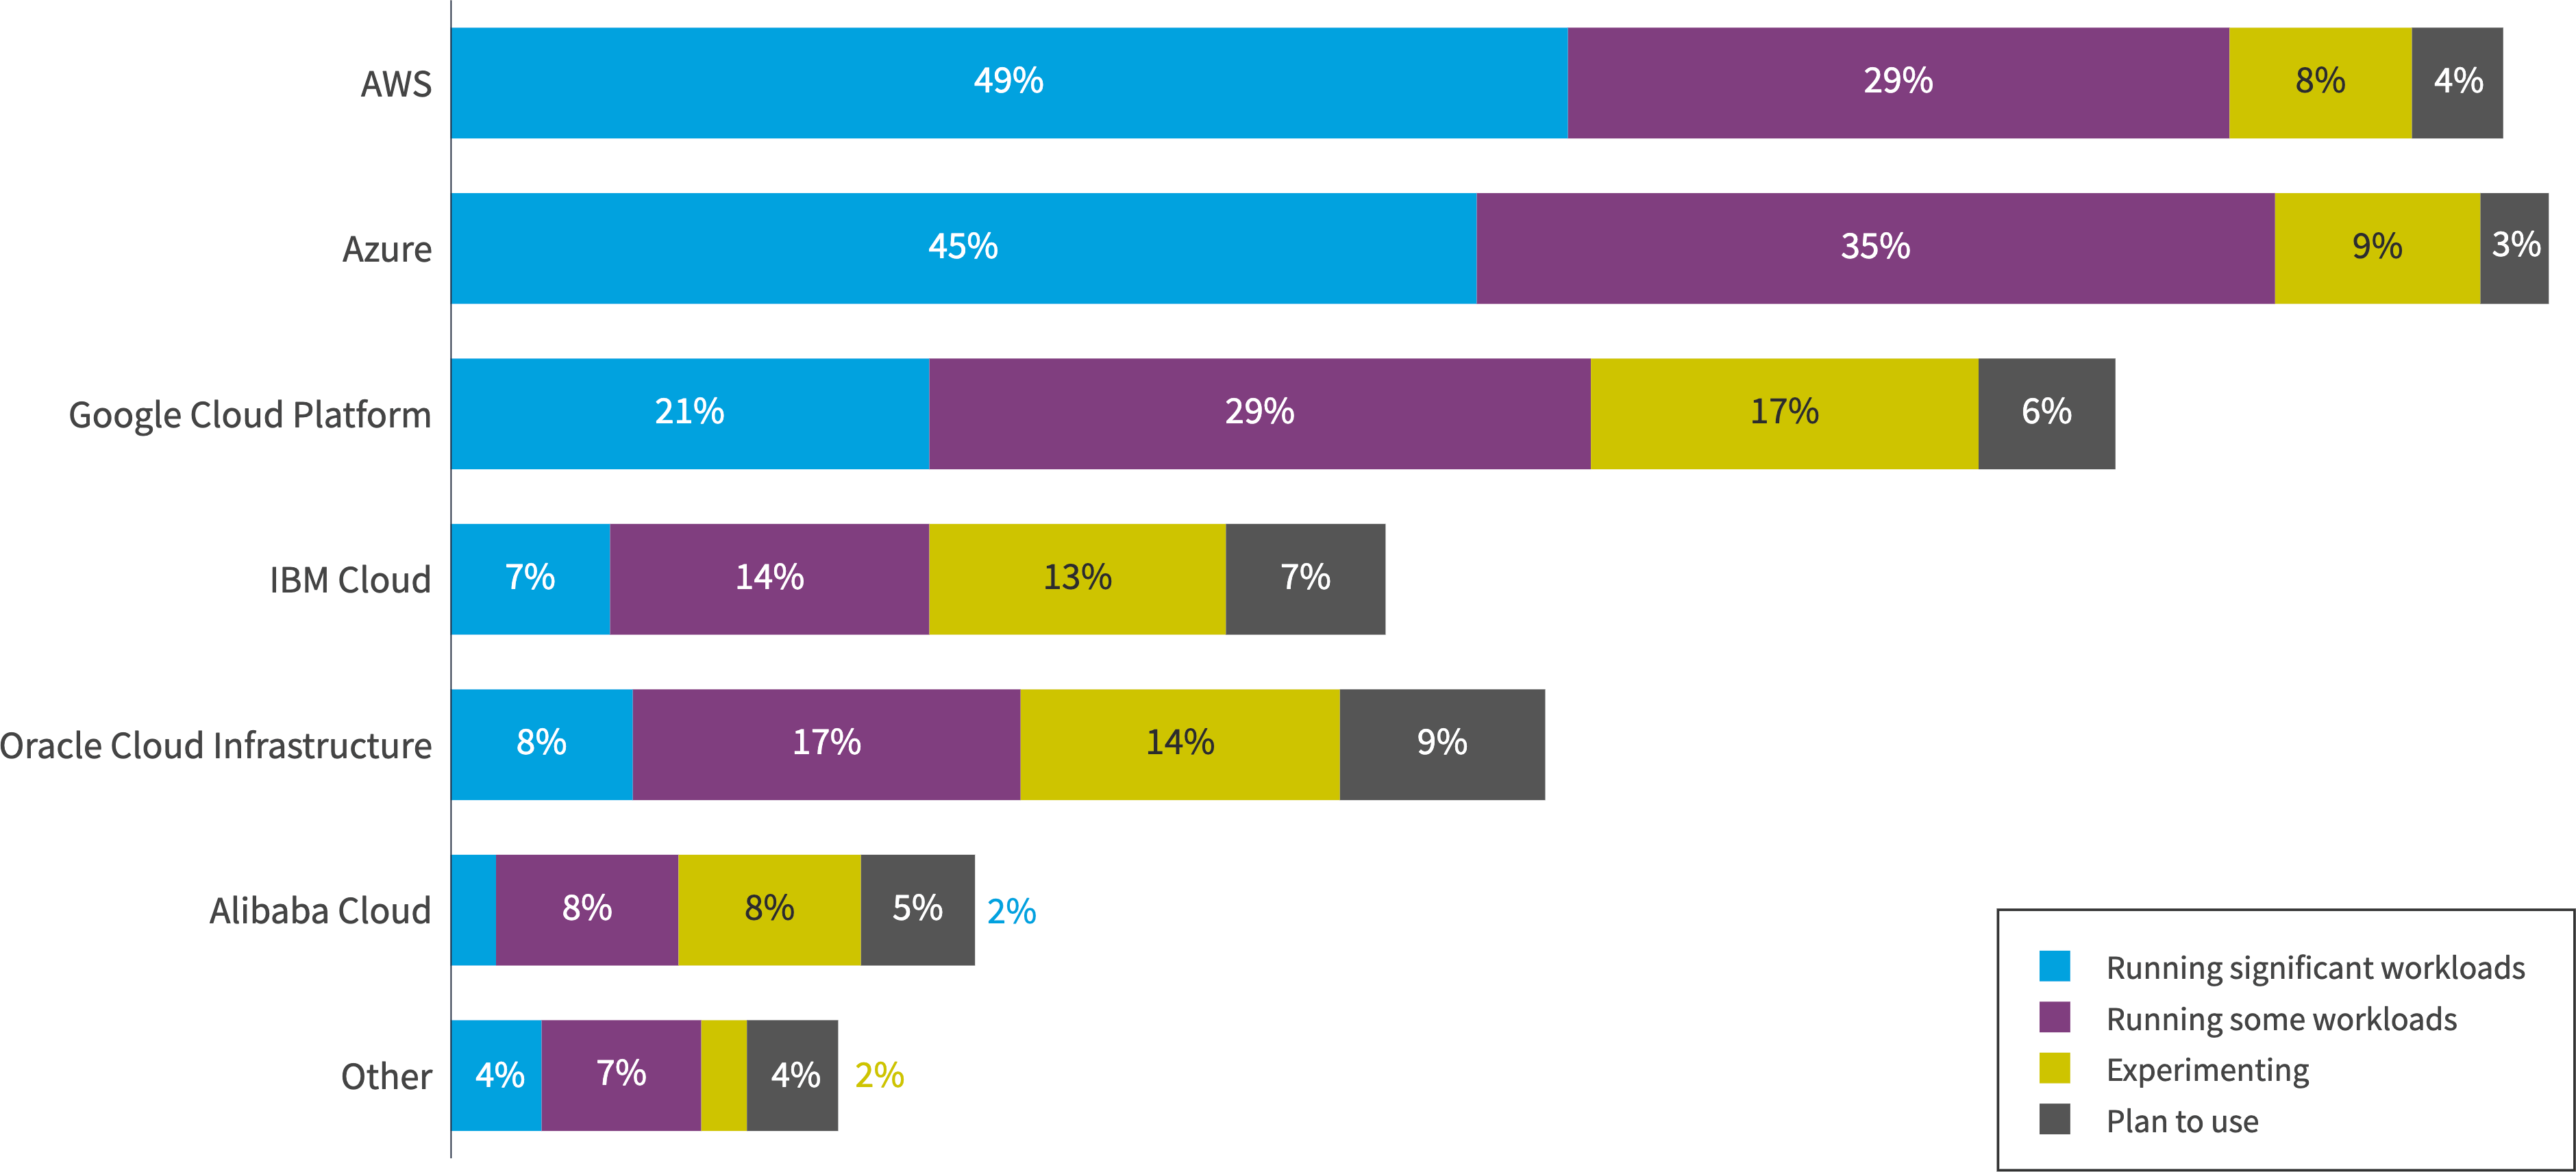 AWS
49%
29%
8%
4%
Azure
45%
35%
9%
3%
Google Cloud Platform
21%
29%
17%
6%
IBM Cloud
7%
14%
13%
7%
Oracle Cloud Infrastructure
8%
17%
14%
9%
Alibaba Cloud
8%
8%
5%
2%
Other
4%
7%
4%
2%
Running significant workloads
Running some workloads
Experimenting
Plan to use